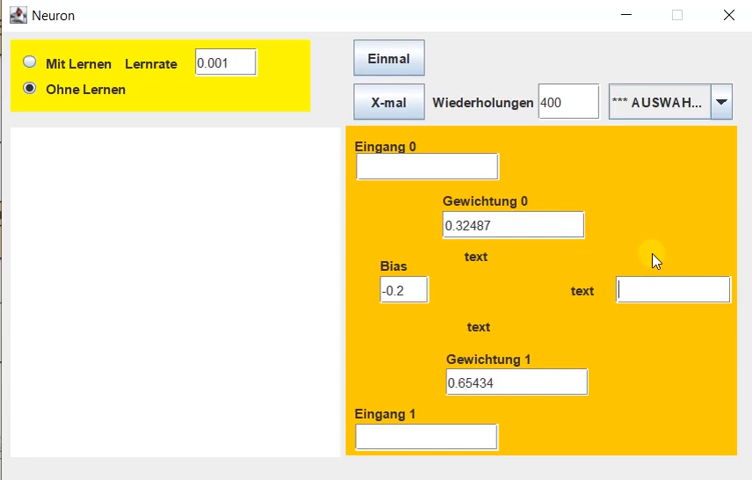 Neuron
Mit Lernen Lernrate 0.001
Ohne Lernen
Einmal
X-mal Wiederholungen 400 *** AUSWAH...
Eingang 0
Gewichtung 0
0.32487
text
Bias
-0.2
text
text
Gewichtung 1
0.65434
Eingang 1